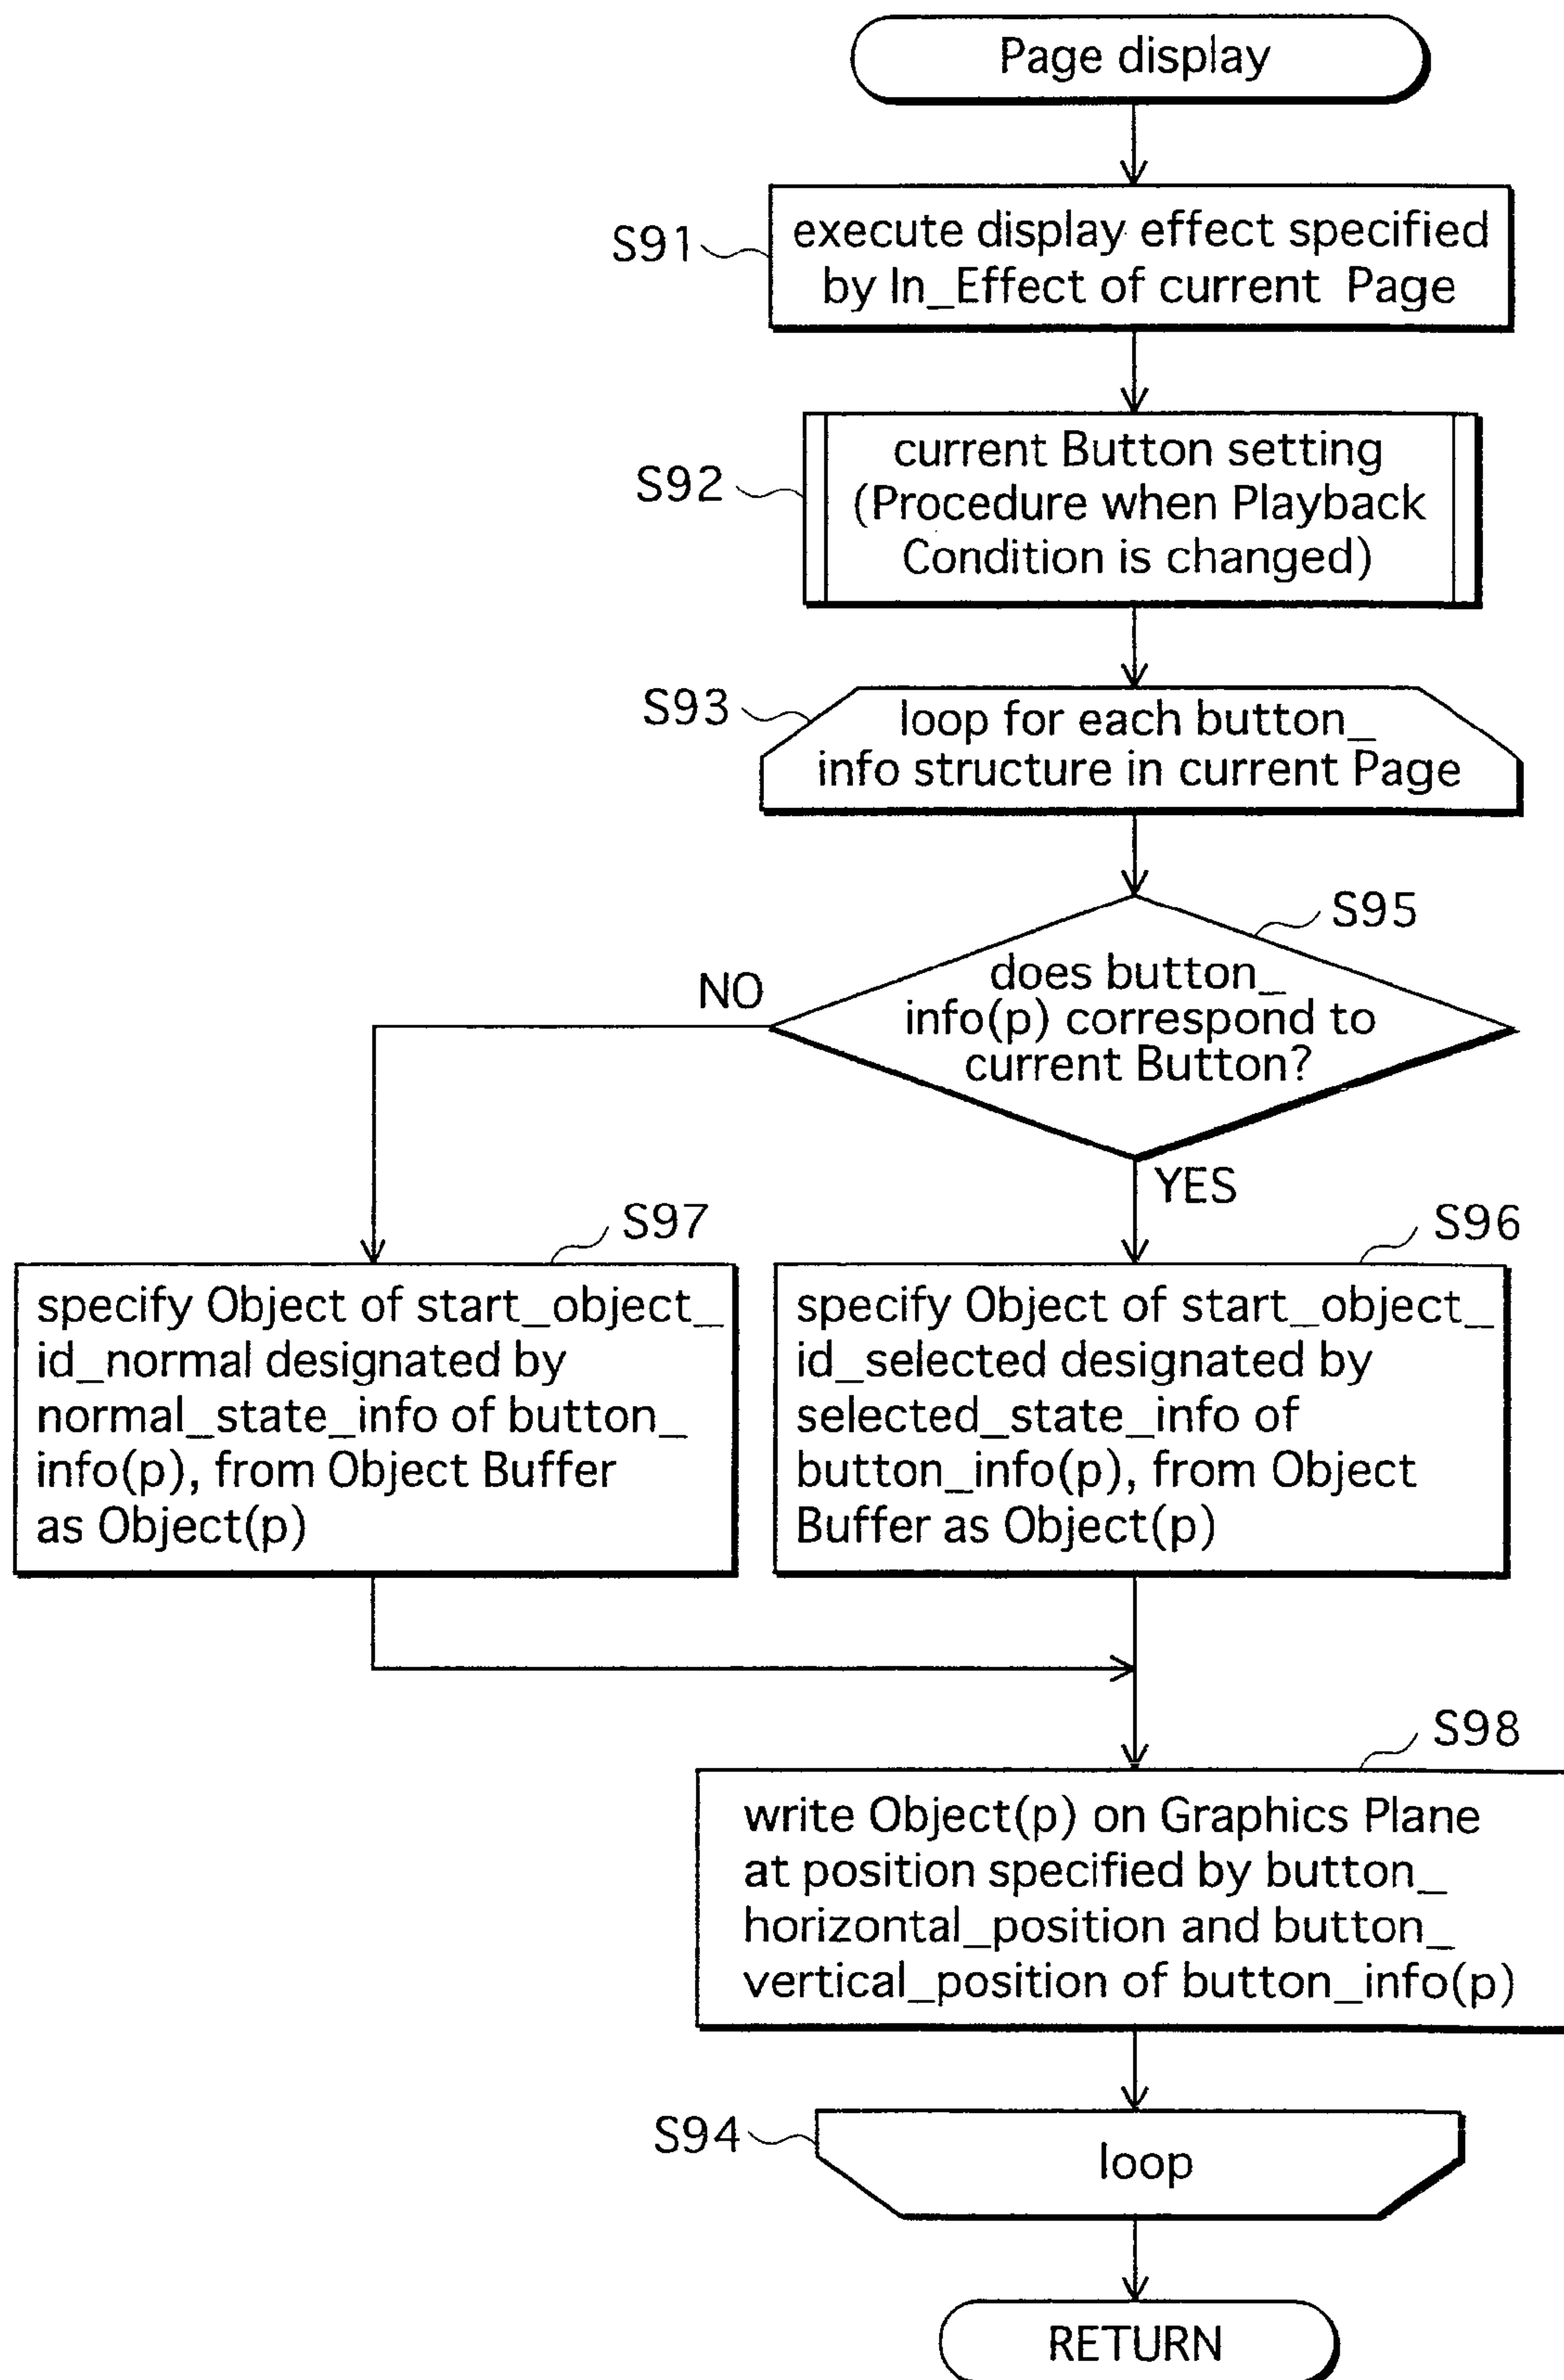 Page display
S91
execute display effect specified
by In_Effect of current Page
S92
current Button setting
(Procedure when Playback
Condition is changed)
S93
loop for each button_
info structure in current Page
S95
does button_
info(p) correspond to
current Button?
NO
YES
S97
specify Object of start_object_
id_normal designated by
normal_state_info of button_
info(p), from Object Buffer
as Object(p)
S96
specify Object of start_object_
id_selected designated by
selected_state_info of
button_info(p), from Object
Buffer as Object(p)
S98
write Object(p) on Graphics Plane
at position specified by button_
horizontal_position and button_
vertical_position of button_info(p)
S94
loop
RETURN